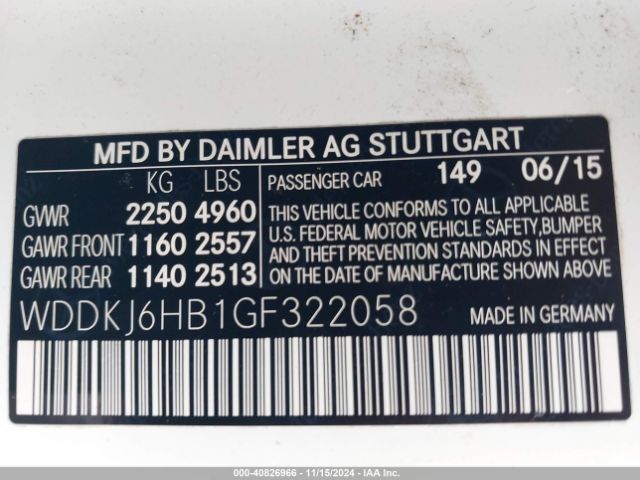 MFD BY DAIMLER AG STUTTGART
KG LBS
GVWR 2250 4960
GAWR FRONT 1160 2557
GAWR REAR 1140 2513
PASSENGER CAR 149 06/15
THIS VEHICLE CONFORMS TO ALL APPLICABLE
U.S. FEDERAL MOTOR VEHICLE SAFETY, BUMPER
AND THEFT PREVENTION STANDARDS IN
EFFECT ON THE DATE OF
MANUFACTURE SHOWN ABOVE.
WDDKJ6HB1GF322058 MADE IN GERMANY
000-40826966 - 11/15/2024 - IAAI.COM